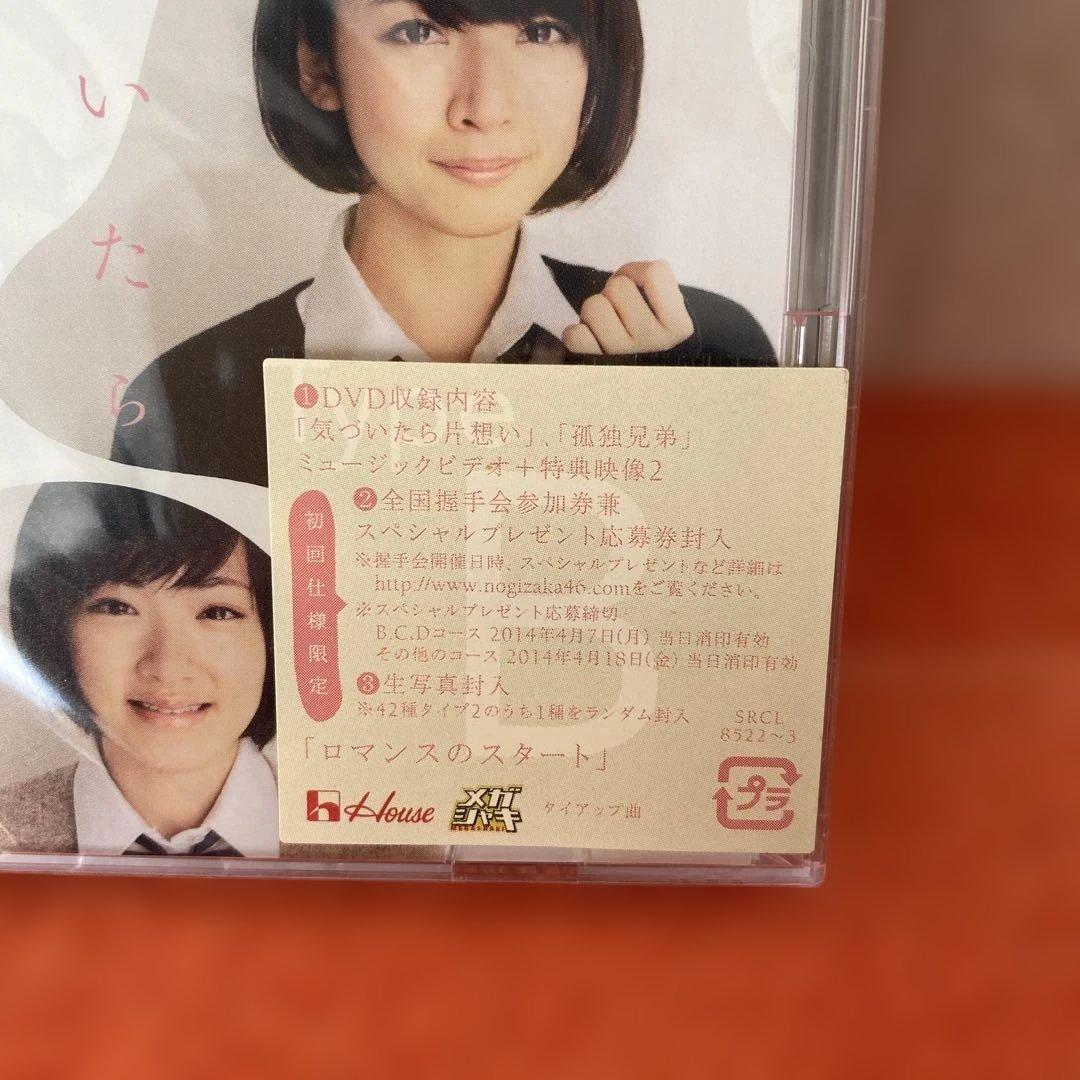 いたら
Type B
❶DVD収録内容
「気づいたら片想い」、「孤独兄弟」
ミュージックビデオ＋特典映像2
初回仕様限定
❷全国握手会参加券兼
スペシャルプレゼント応募券封入
※握手会開催日時、スペシャルプレゼントなど詳細は
http://www.nogizaka46.comをご覧ください。
※スペシャルプレゼント応募締切
B.C.Dコース 2014年4月7日(月) 当日消印有効
その他のコース 2014年4月18日(金) 当日消印有効
❸生写真封入
※42種タイプ2のうち1種をランダム封入
SRCL
8522～3
「ロマンスのスタート」
House
メガシャキ
MEGASHAKI
タイアップ曲
プラ